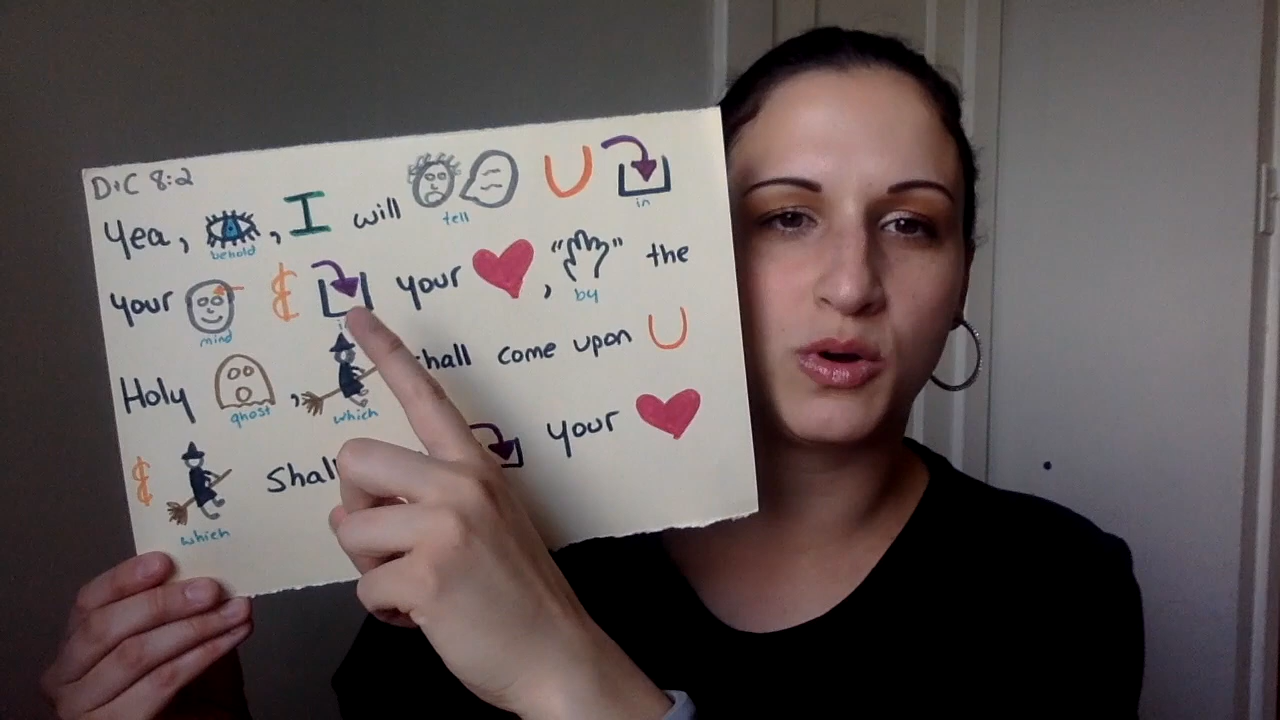 D+C 8:2
Yea, behold, I will tell U in
your mind ¢ your ♥, "by" the
Holy ghost, which shall come upon U
¢ which Shal your ♥